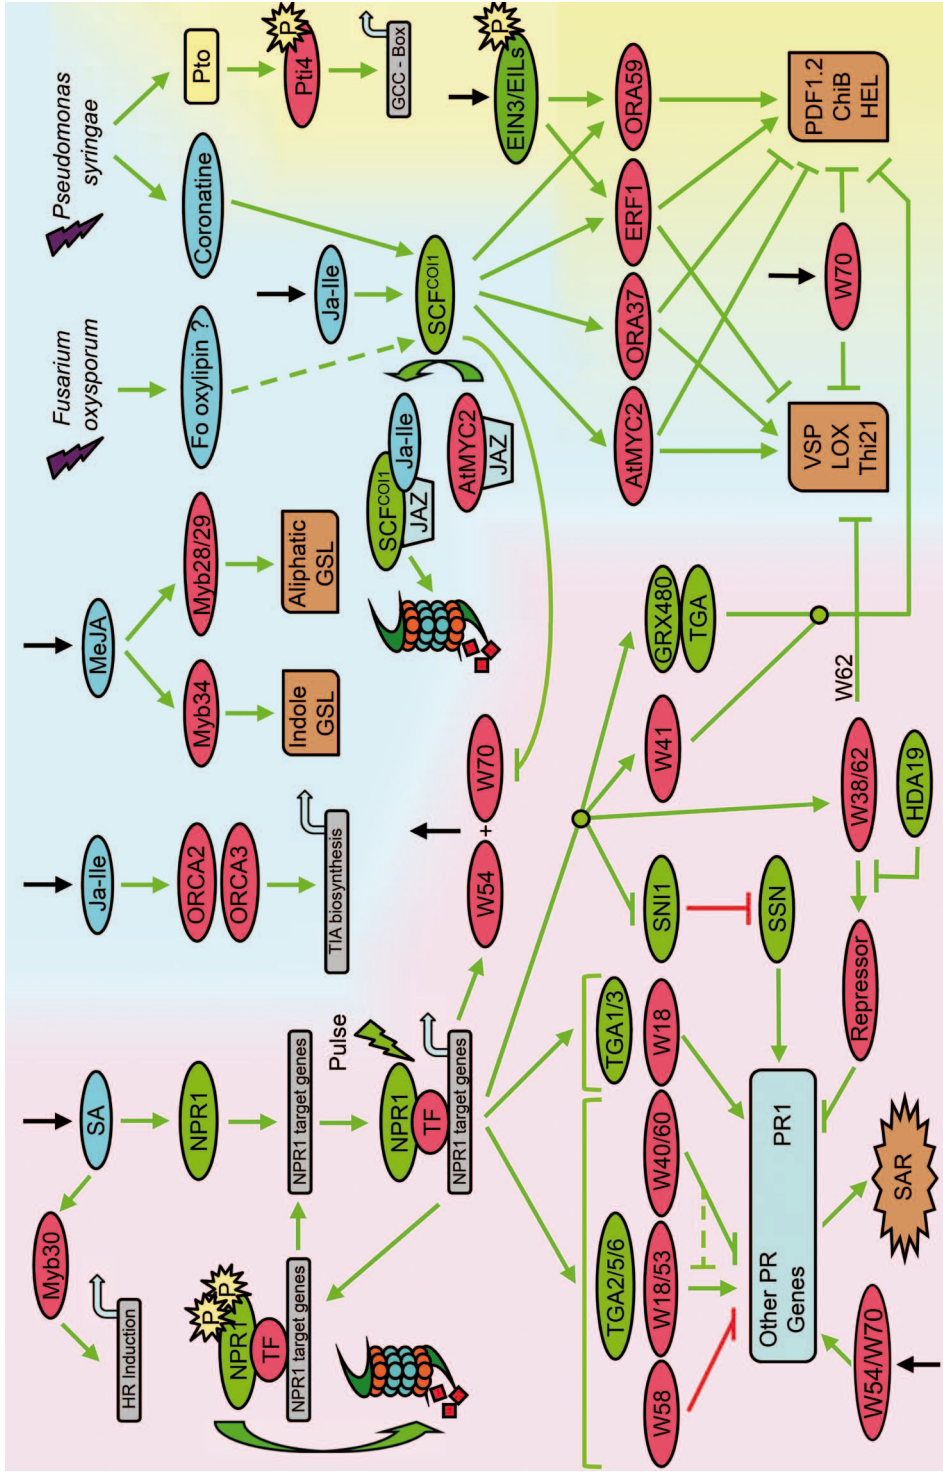 SA
Myb30
HR Induction
NPR1
NPR1 target genes
P
P
NPR1
TF
NPR1 target genes
Pulse
NPR1
TF
NPR1 target genes
Ja-Ile
ORCA2
ORCA3
TIA biosynthesis
MeJA
Myb34
Myb28/29
Indole
GSL
Aliphatic
GSL
Fusarium
oxysporum
Fo oxylipin ?
Pseudomonas
syringae
Coronatine
Pto
P
Pti4
GCC - Box
Ja-Ile
SCFCOI1
SCFCOI1
Ja-Ile
JAZ
AtMYC2
JAZ
P
EIN3/EILs
W54
+
W70
AtMYC2
ORA37
ERF1
ORA59
TGA2/5/6
TGA1/3
W58
W18/53
W40/60
W18
SNI1
SSN
W41
GRX480
TGA
VSP
LOX
Thi21
W70
PDF1.2
ChiB
HEL
Other PR
Genes
PR1
Repressor
W38/62
W62
HDA19
W54/W70
SAR